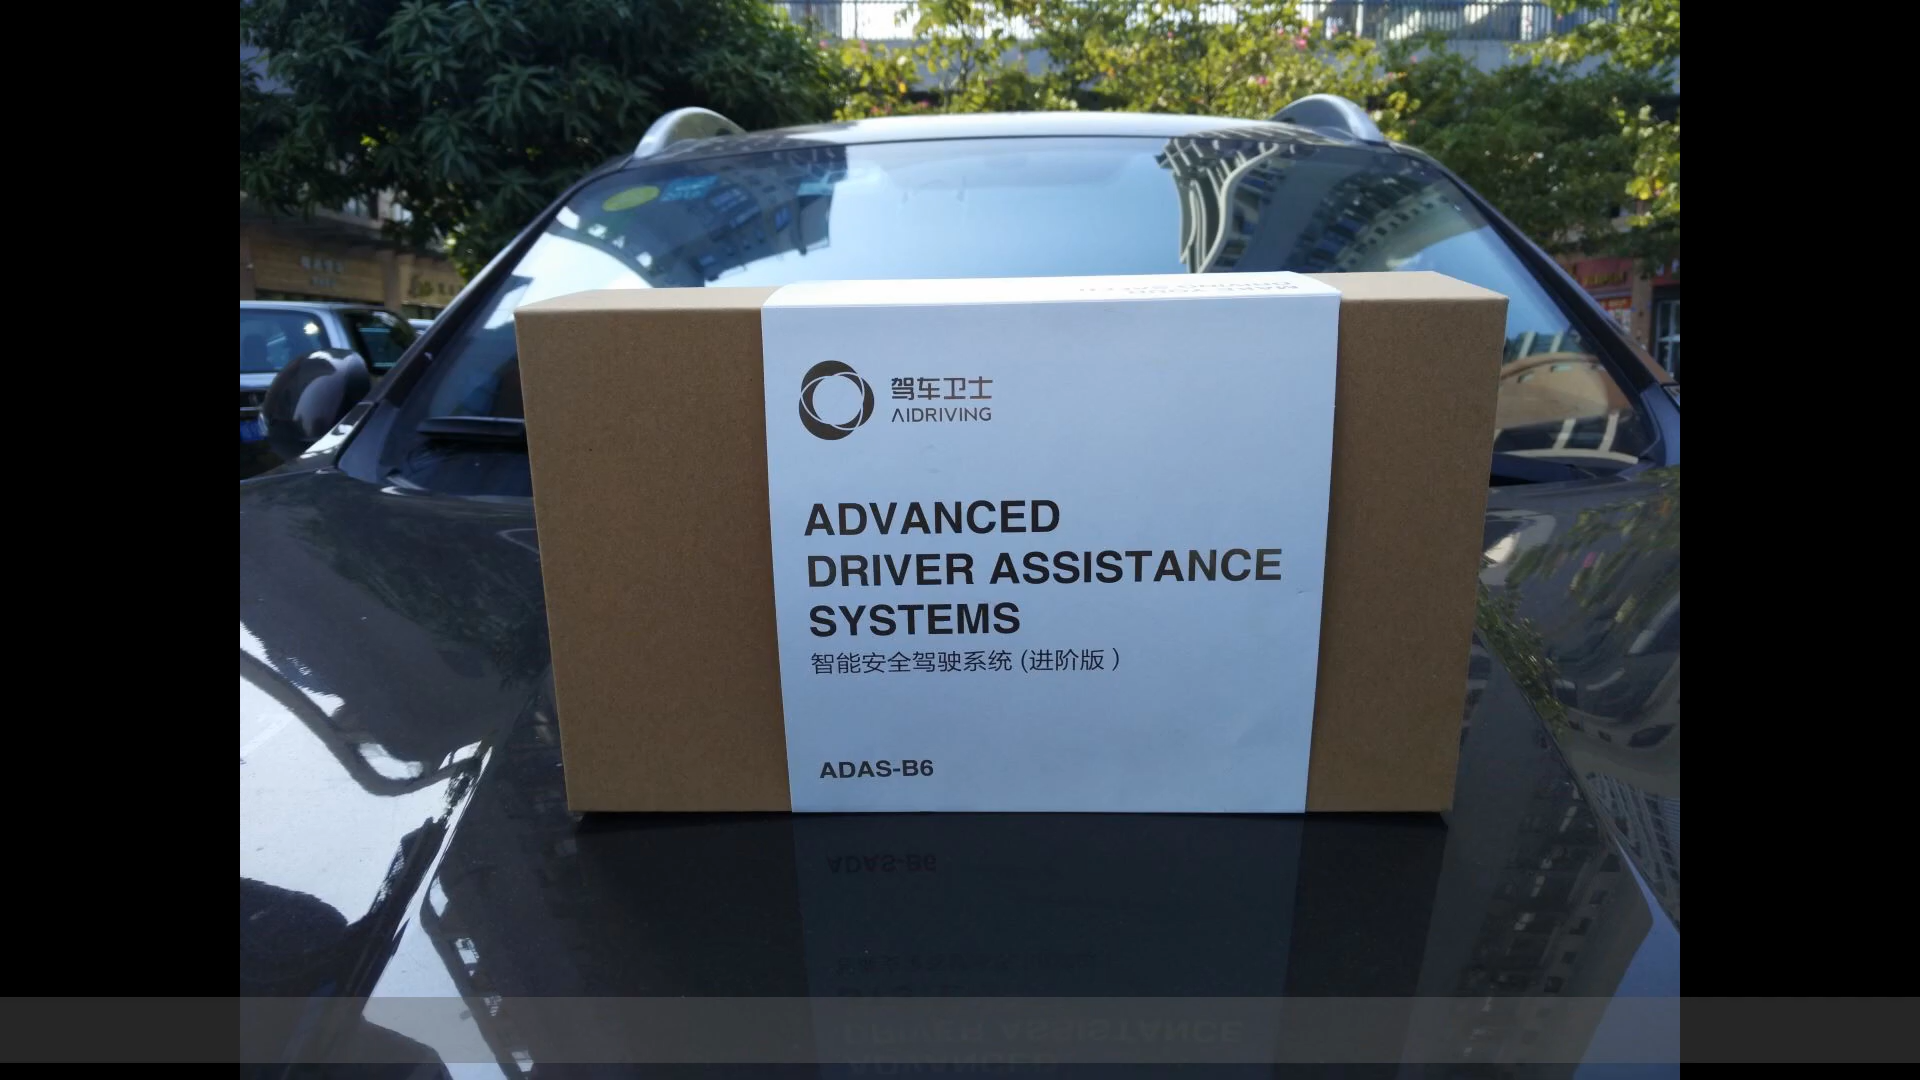 驾车卫士
AIDRIVING
ADVANCED
DRIVER ASSISTANCE
SYSTEMS
智能安全驾驶系统 (进阶版 )
ADAS-B6